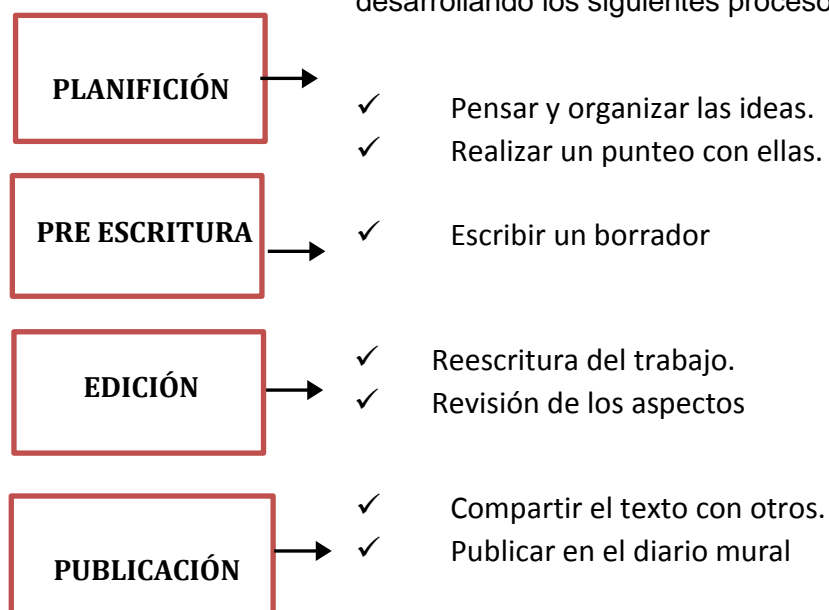 desarrollando los siguientes proceso
PLANIFICIÓN
✓ Pensar y organizar las ideas.
✓ Realizar un punteo con ellas.
PRE ESCRITURA
✓ Escribir un borrador
EDICIÓN
✓ Reescritura del trabajo.
✓ Revisión de los aspectos
PUBLICACIÓN
✓ Compartir el texto con otros.
✓ Publicar en el diario mural